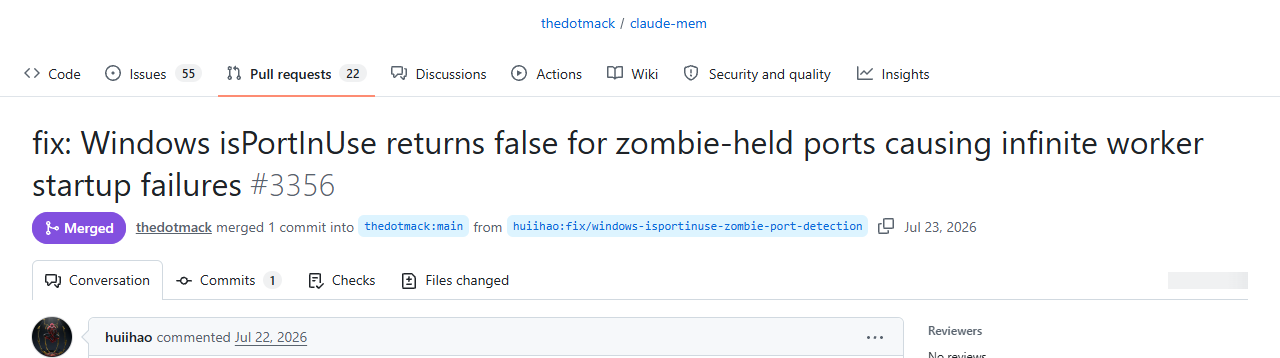 thedotmack / claude-mem
Code Issues 55 Pull requests 22 Discussions Actions Wiki Security and quality Insights
fix: Windows isPortInUse returns false for zombie-held ports causing infinite worker
startup failures #3356
Merged thedotmack merged 1 commit into thedotmack:main from huiihao:fix/windows-isportinuse-zombie-port-detection Jul 23, 2026
Conversation Commits 1 Checks Files changed
huiihao commented Jul 22, 2026 ...
Reviewers
No reviews